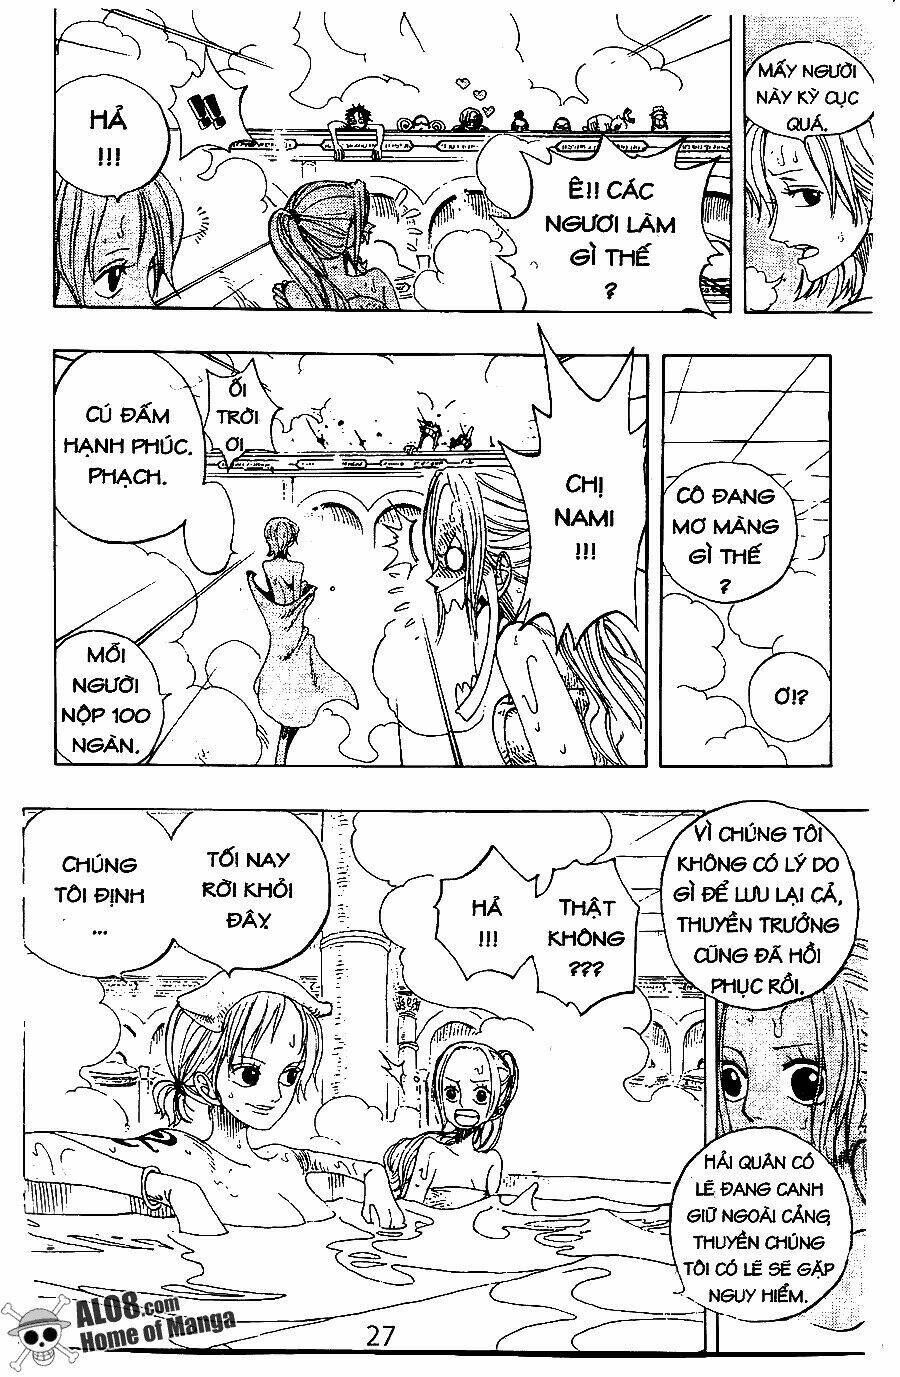 MẤY NGƯỜI
NÀY KỲ CỤC
QUÁ.
Ê!! CÁC
NGƯƠI LÀM
GÌ THẾ
?
!!
HẢ
!!!
CÔ ĐANG
MƠ MÀNG
GÌ THẾ
?
Ơ!?
CHỊ
NAMI
!!!
ỐI
TRỜI
ƠI
CÚ ĐẤM
HẠNH PHÚC.
PHẠCH.
MỖI
NGƯỜI
NỘP 100
NGÀN.
VÌ CHÚNG TÔI
KHÔNG CÓ LÝ DO
GÌ ĐỂ LƯU LẠI CẢ,
THUYỀN TRƯỞNG
CŨNG ĐÃ HỒI
PHỤC RỒI.
HẢI QUÂN CÓ
LẼ ĐANG CANH
GIỮ NGOÀI CẢNG,
THUYỀN CHÚNG
TÔI CÓ LẼ SẼ GẶP
NGUY HIỂM.
THẬT
KHÔNG
???
HẢ
!!!
TỐI NAY
RỜI KHỎI
ĐÂY.
CHÚNG
TÔI ĐỊNH
...
ALO8.com
Home of Manga
27